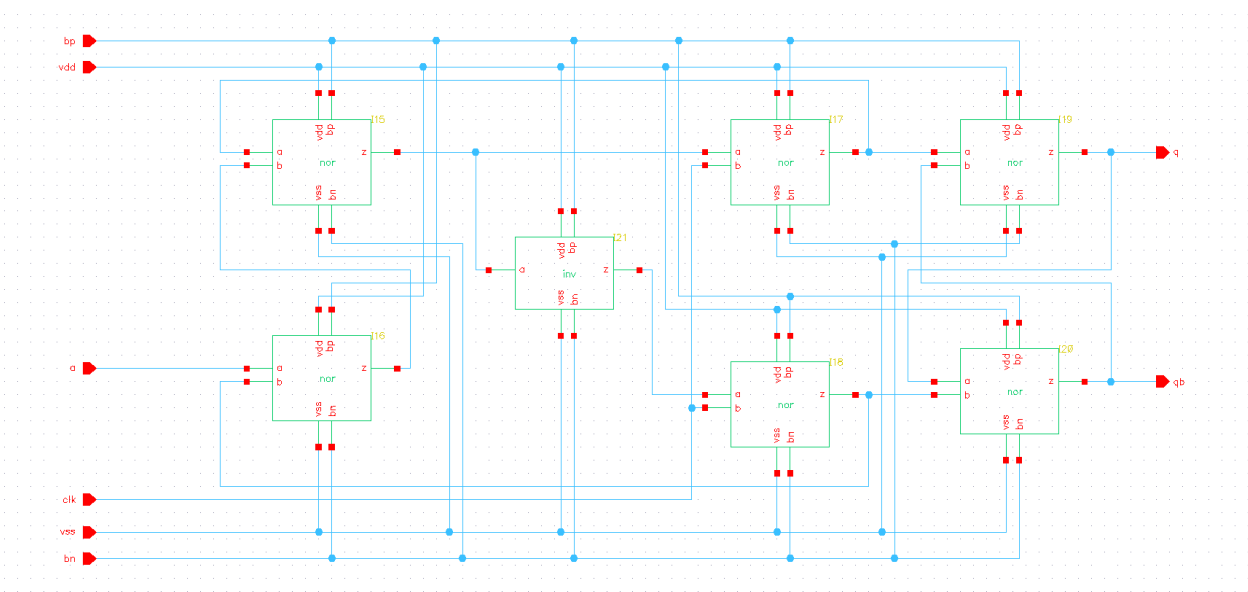 bp
vdd
I15
vdd
bp
a
b
z
nor
vss
bn
I17
vdd
bp
a
b
z
nor
vss
bn
I19
vdd
bp
a
b
z
nor
vss
bn
q
I21
vdd
bp
a
z
inv
vss
bn
I16
vdd
bp
a
a
b
z
nor
vss
bn
I18
vdd
bp
a
b
z
nor
vss
bn
I20
vdd
bp
a
b
z
nor
vss
bn
qb
clk
vss
bn